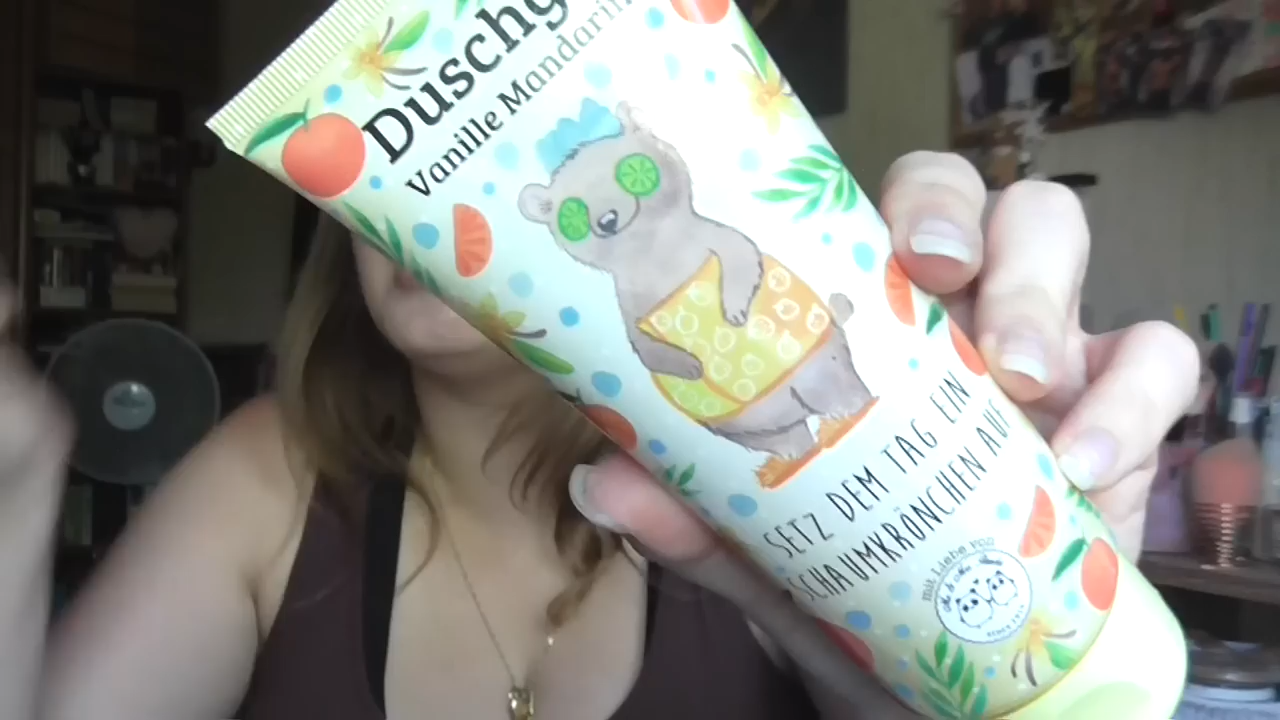 Duschg
Vanille Mandarin
SETZ DEM TAG EIN
SCHAUMKRÖNCHEN AUF
mit Liebe von